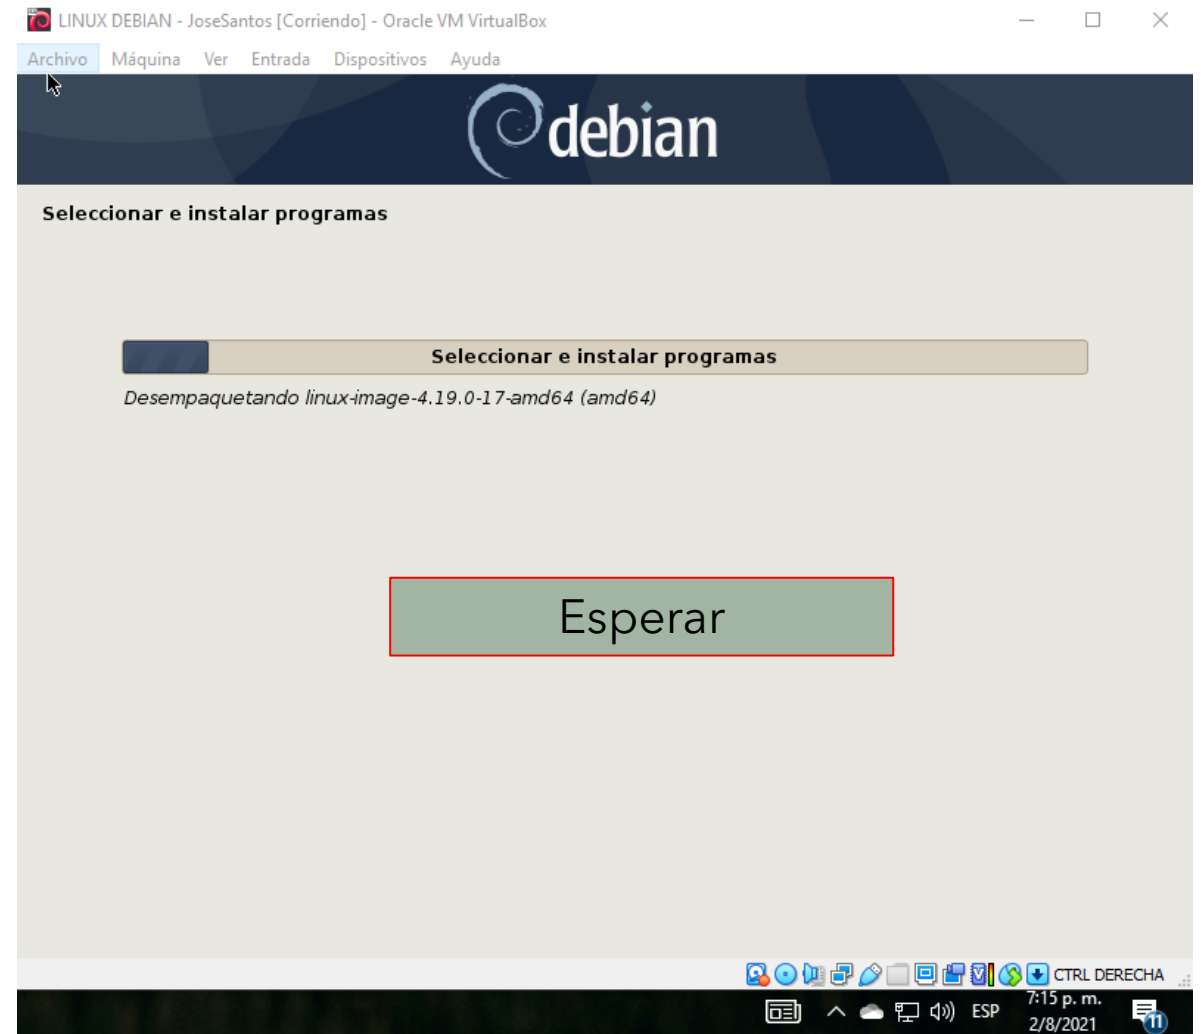 LINUX DEBIAN - JoseSantos [Corriendo] - Oracle VM VirtualBox
Archivo Máquina Ver Entrada Dispositivos Ayuda
debian
Seleccionar e instalar programas
Seleccionar e instalar programas
Desempaquetando linux-image-4.19.0-17-amd64 (amd64)
Esperar
CTRL DERECHA
ESP
7:15 p. m.
2/8/2021
11